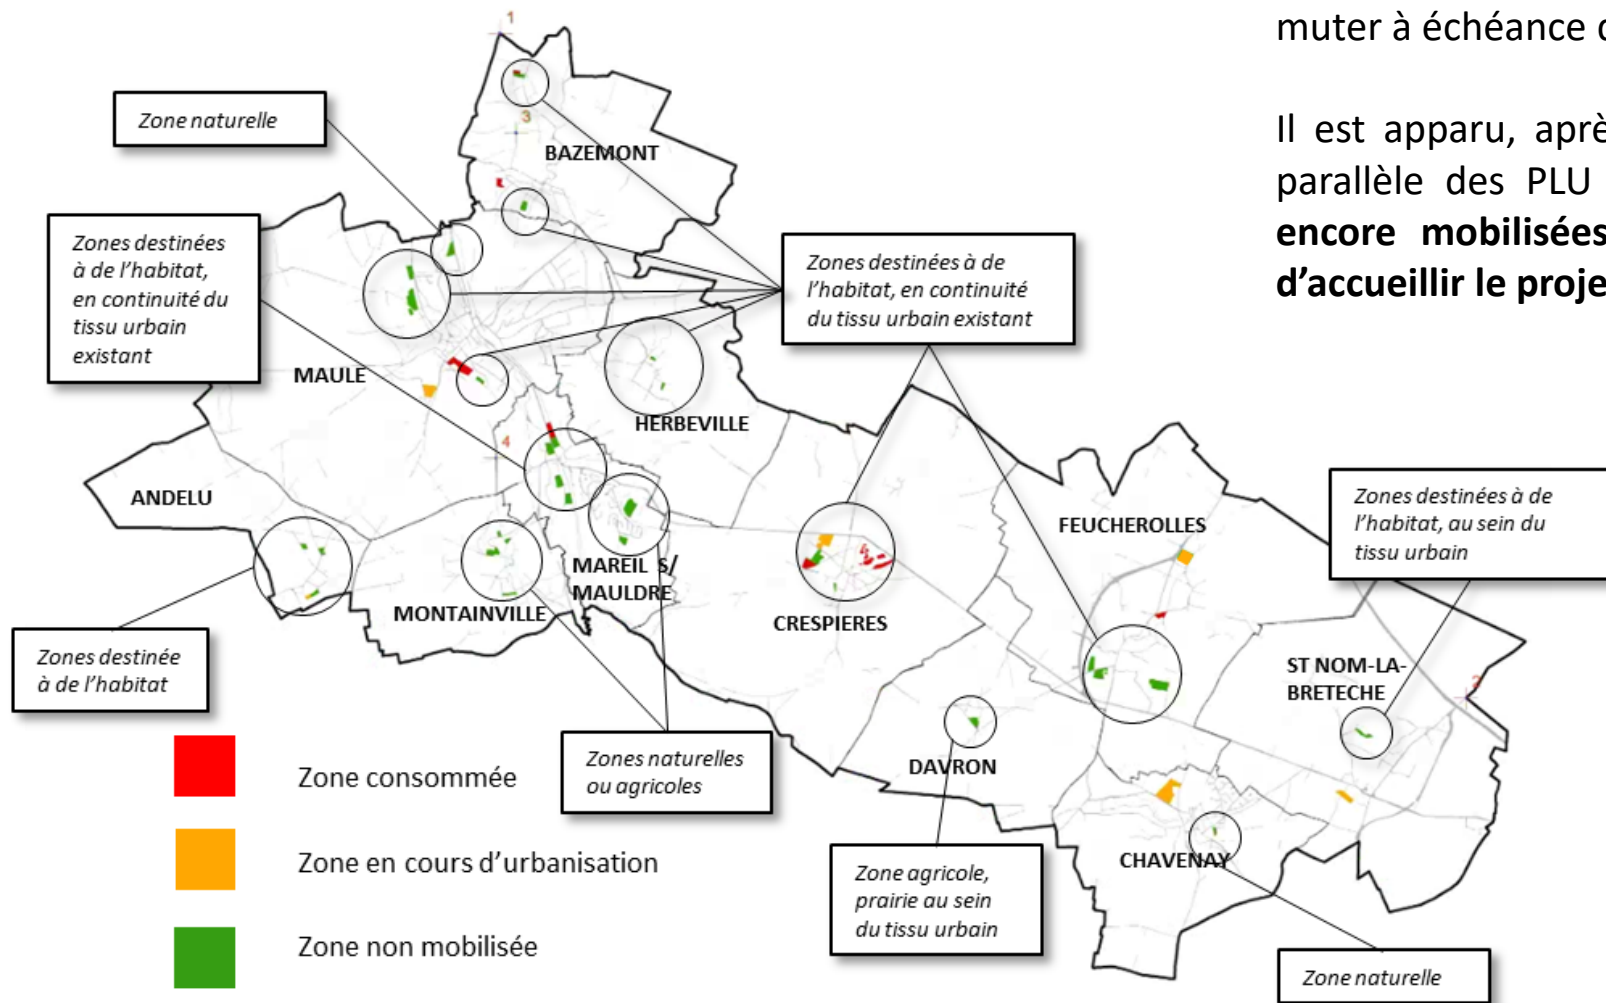 muter à échéance d
Il est apparu, aprè
parallèle des PLU
encore mobilisées
d'accueillir le proje
1
Zone naturelle
3
BAZEMONT
Zones destinées
à de l'habitat,
en continuité du
tissu urbain
existant
Zones destinées à de
l'habitat, en continuité
du tissu urbain existant
MAULE
HERBEVILLE
4
ANDELU
MAREIL S/
MAULDRE
MONTAINVILLE
CRESPIERES
FEUCHEROLLES
Zones destinées à de
l'habitat, au sein du
tissu urbain
ST NOM-LA-
BRETECHE
2
Zones destinée
à de l'habitat
Zones naturelles
ou agricoles
DAVRON
CHAVENAY
Zone agricole,
prairie au sein
du tissu urbain
Zone naturelle
Zone consommée
Zone en cours d'urbanisation
Zone non mobilisée